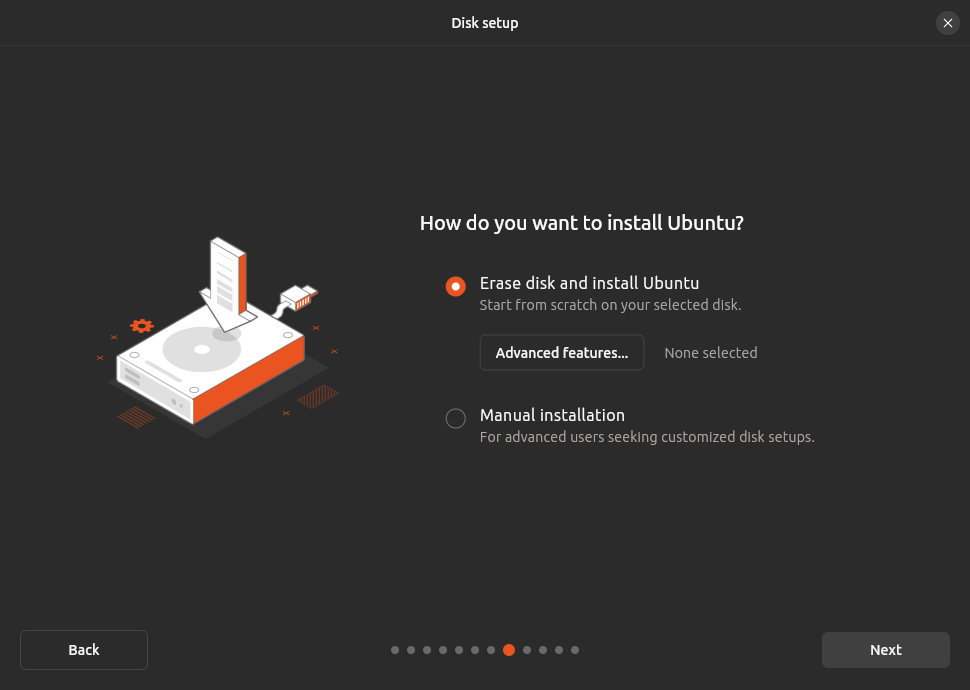 Disk setup
How do you want to install Ubuntu?
Erase disk and install Ubuntu
Start from scratch on your selected disk.
Advanced features...
None selected
Manual installation
For advanced users seeking customized disk setups.
Back
Next